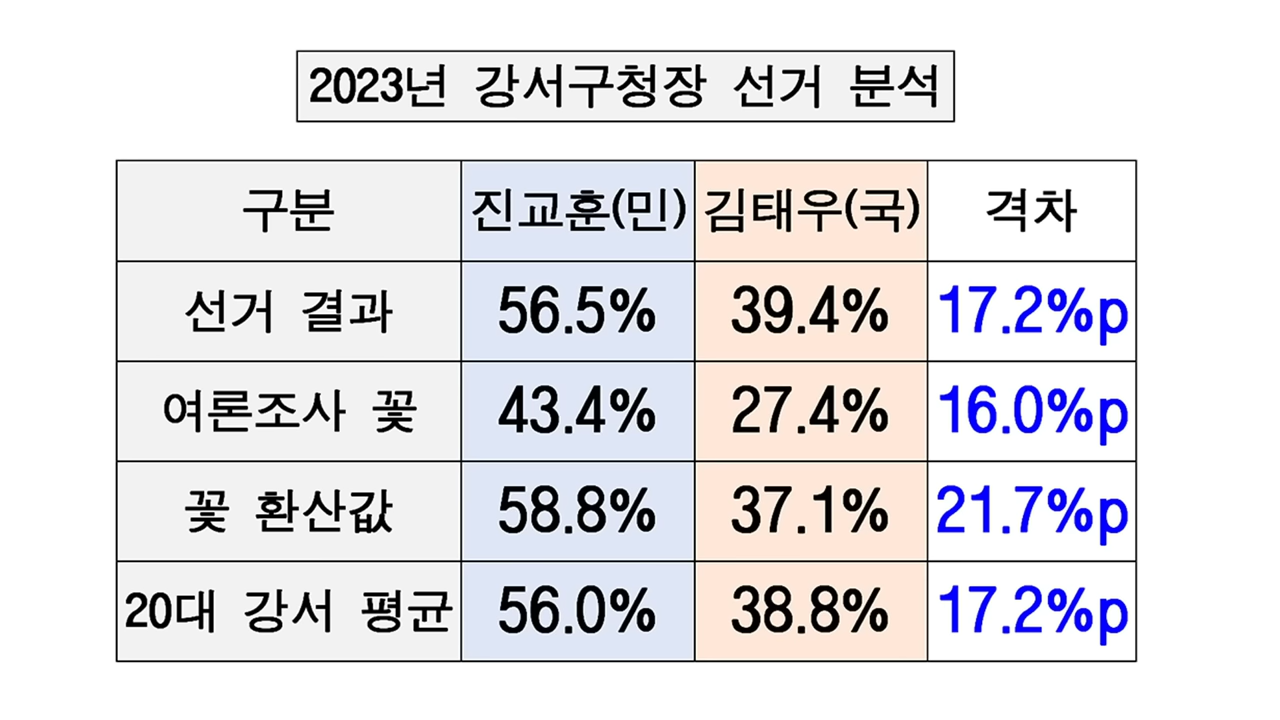 2023년 강서구청장 선거 분석
구분 진교훈(민) 김태우(국) 격차
선거 결과 56.5% 39.4% 17.2%p
여론조사 꽃 43.4% 27.4% 16.0%p
꽃 환산값 58.8% 37.1% 21.7%p
20대 강서 평균 56.0% 38.8% 17.2%p